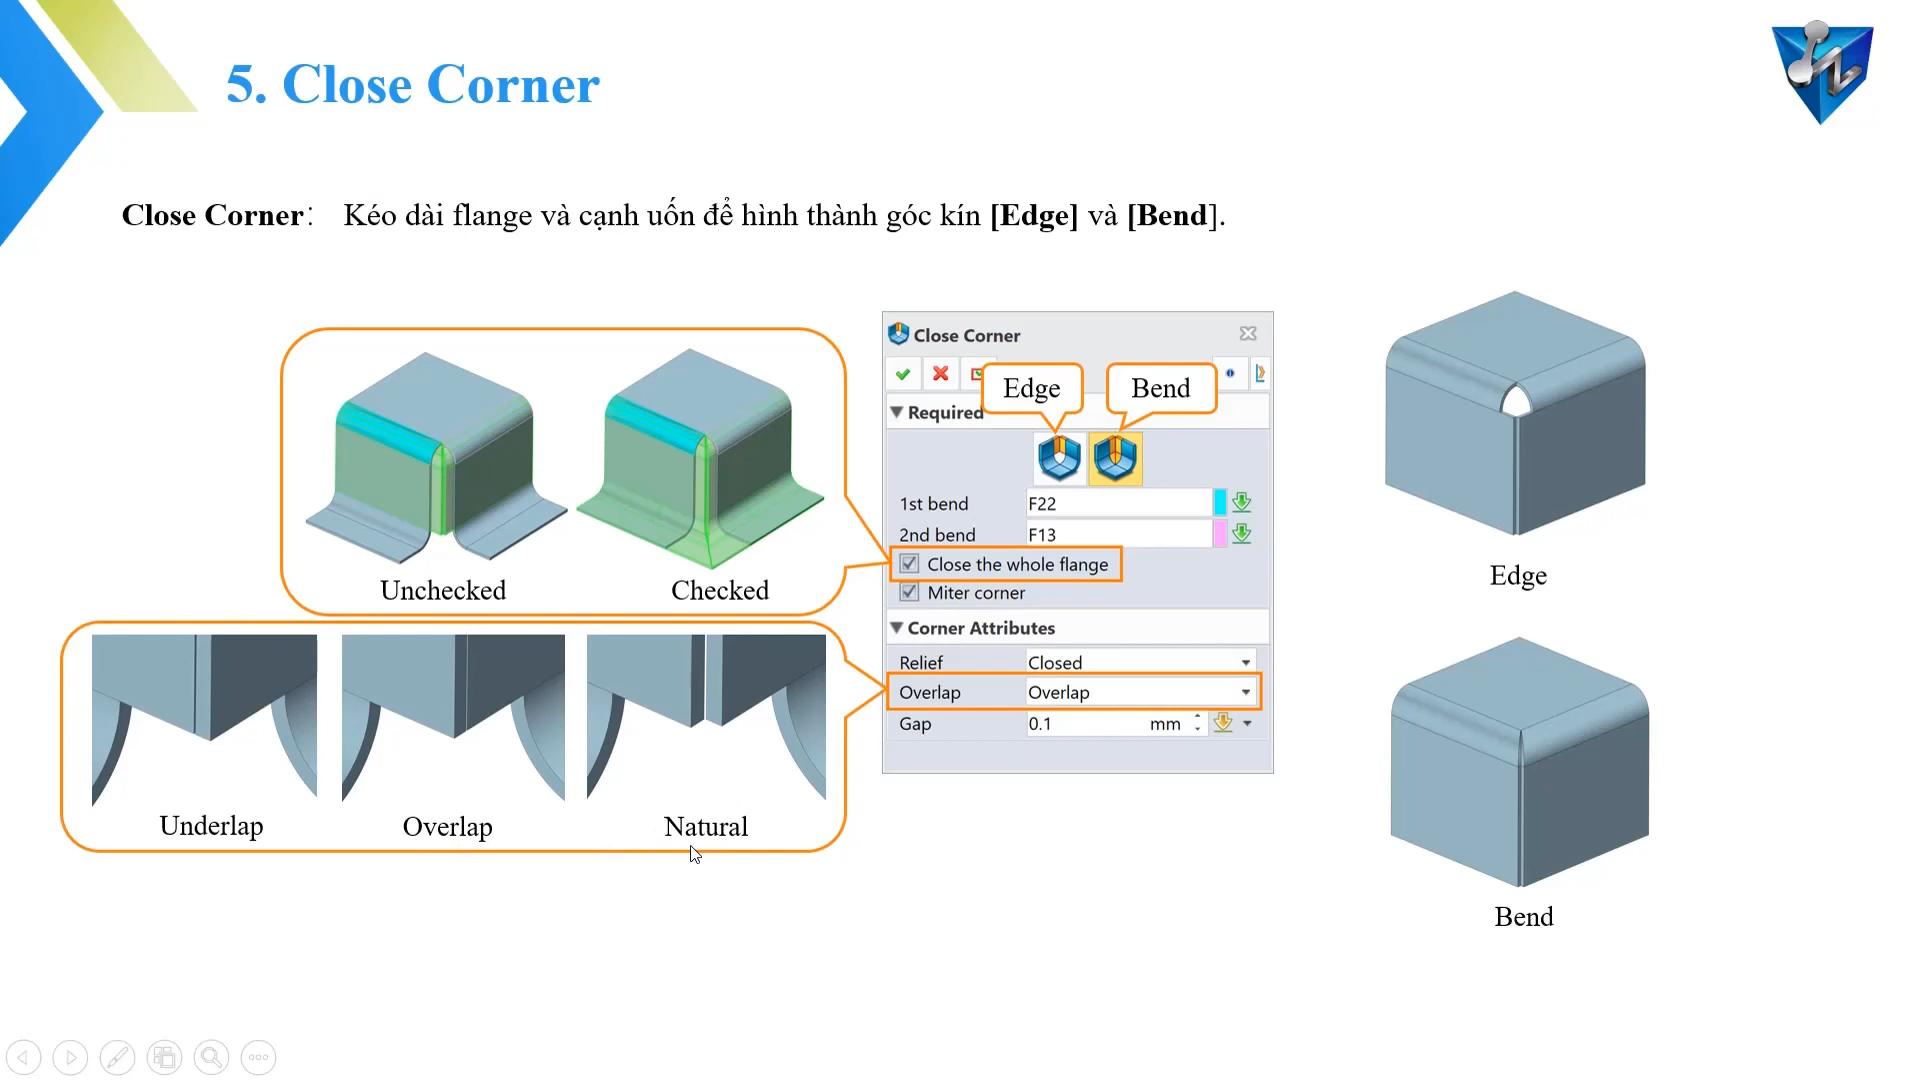 5. Close Corner
Close Corner: Kéo dài flange và cạnh uốn để hình thành góc kín [Edge] và [Bend].
Unchecked
Checked
Underlap
Overlap
Natural
Close Corner
Edge
Bend
Required
1st bend F22
2nd bend F13
Close the whole flange
Miter corner
Corner Attributes
Relief Closed
Overlap Overlap
Gap 0.1 mm
Edge
Bend